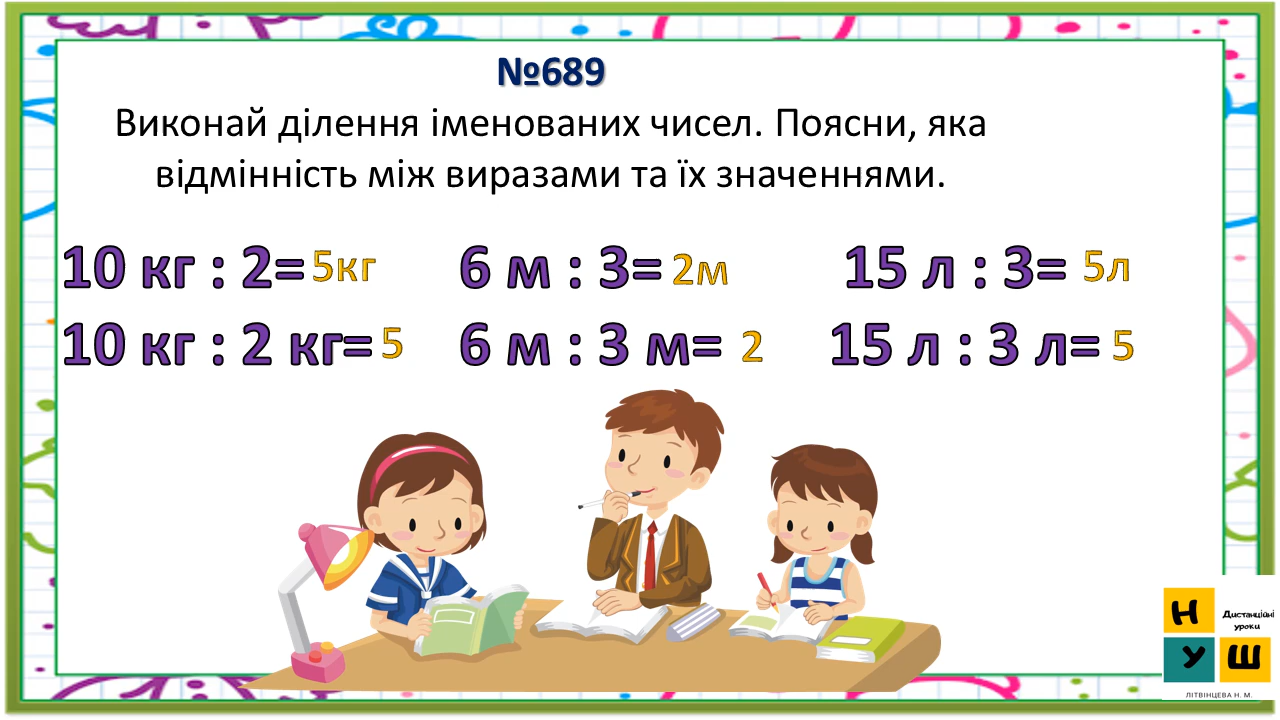 №689
Виконай ділення іменованих чисел. Поясни, яка
відмінність між виразами та їх значеннями.
10 кг : 2= 5кг 6 м : 3= 2м 15 л : 3= 5л
10 кг : 2 кг= 5 6 м : 3 м= 2 15 л : 3 л= 5
Н
Дистанційні
уроки
У Ш
ЛІТВІНЦЕВА Н. М.